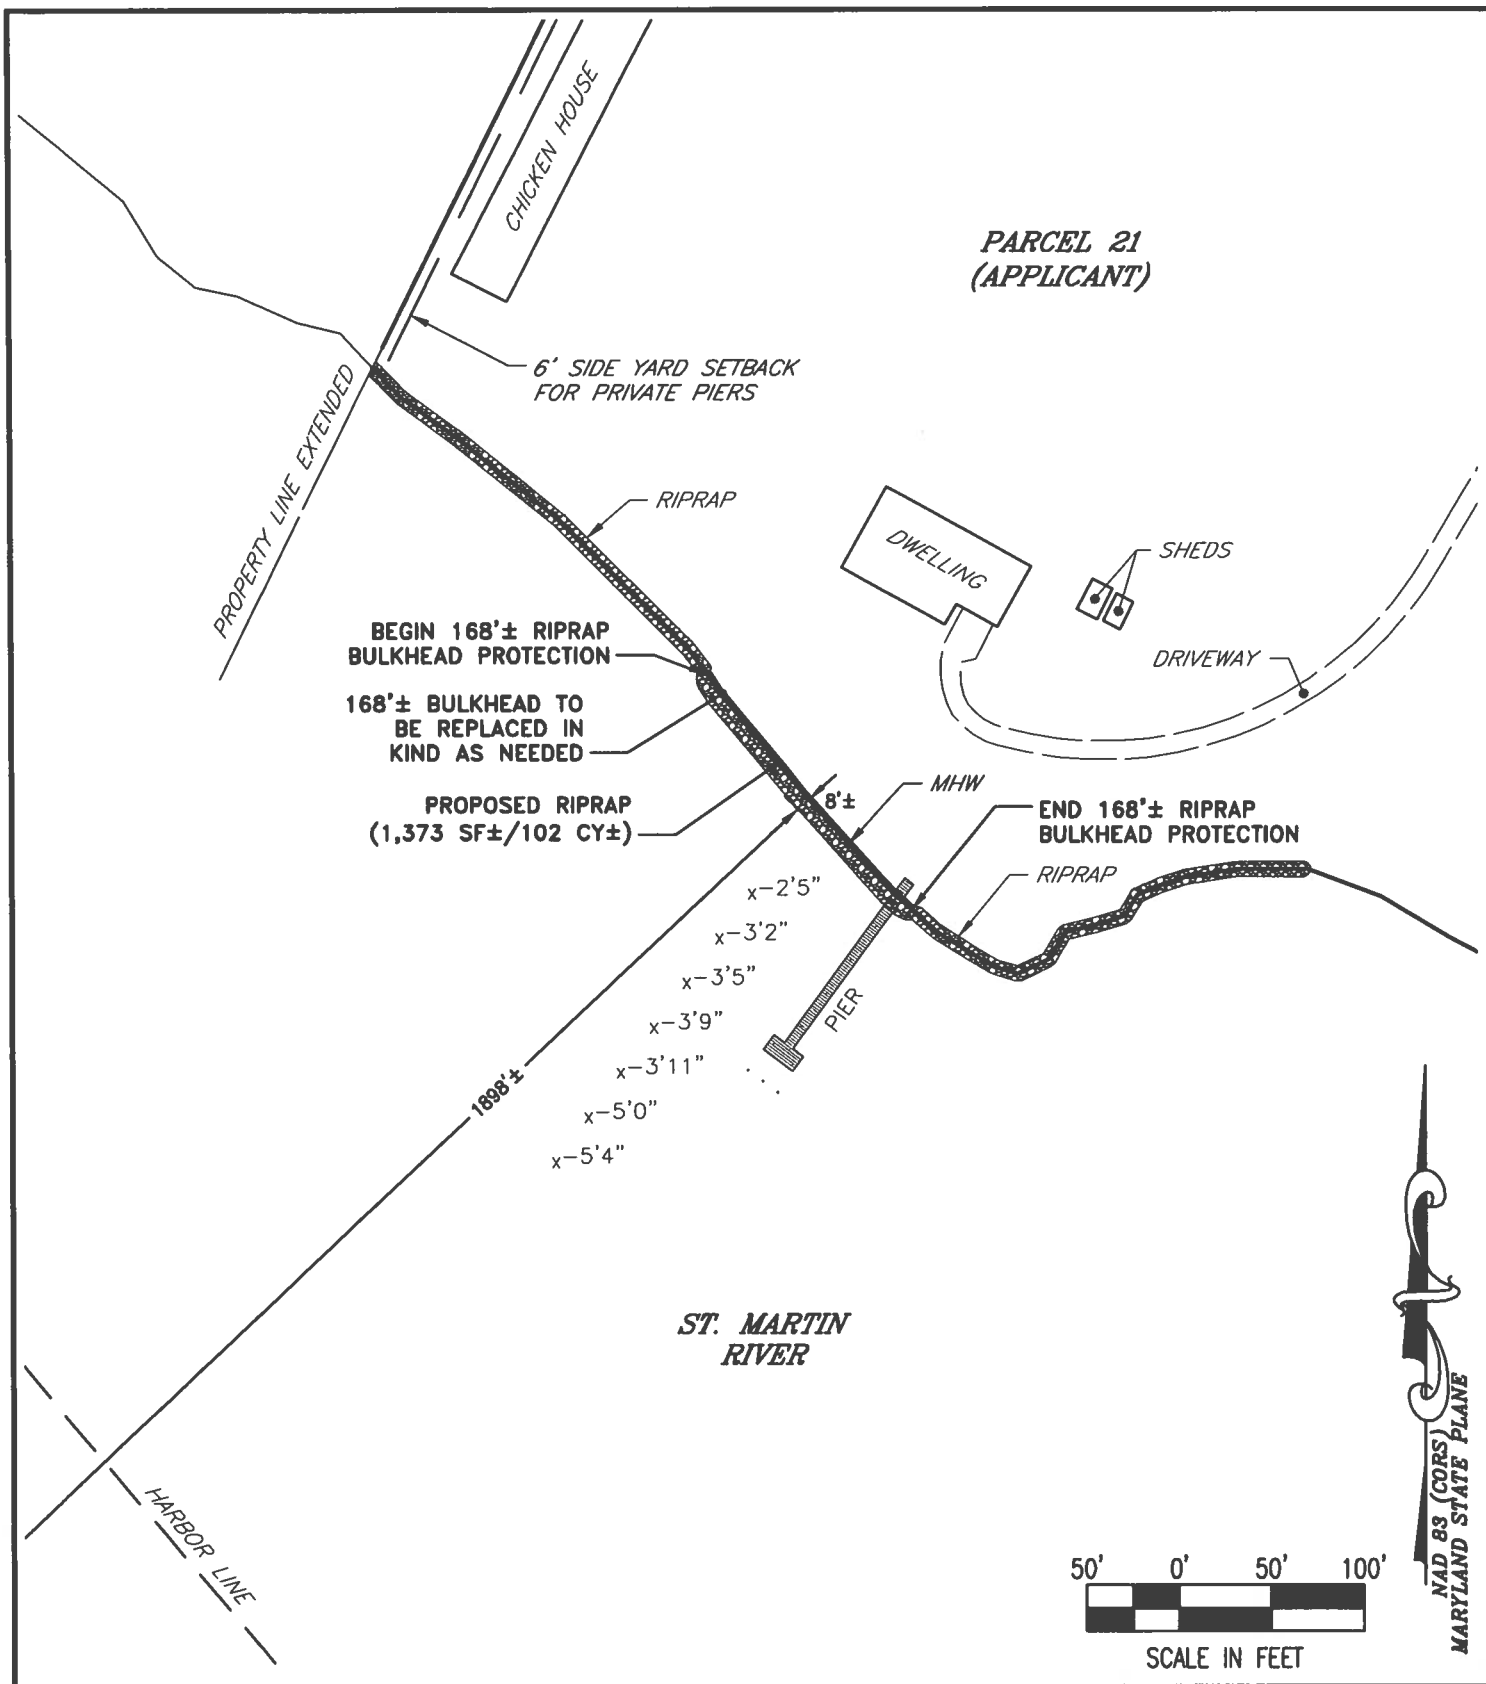 CHICKEN HOUSE
PARCEL 21
(APPLICANT)
6' SIDE YARD SETBACK
FOR PRIVATE PIERS
PROPERTY LINE EXTENDED
RIPRAP
DWELLING
SHEDS
BEGIN 168'± RIPRAP
BULKHEAD PROTECTION
DRIVEWAY
168'± BULKHEAD TO
BE REPLACED IN
KIND AS NEEDED
PROPOSED RIPRAP
(1,373 SF±/102 CY±)
8'±
MHW
END 168'± RIPRAP
BULKHEAD PROTECTION
RIPRAP
x-2'5"
x-3'2"
x-3'5"
x-3'9"
x-3'11"
x-5'0"
x-5'4"
PIER
1898'±
ST. MARTIN
RIVER
HARBOR LINE
NAD 83 (CORS)
MARYLAND STATE PLANE
50' 0' 50' 100'
SCALE IN FEET